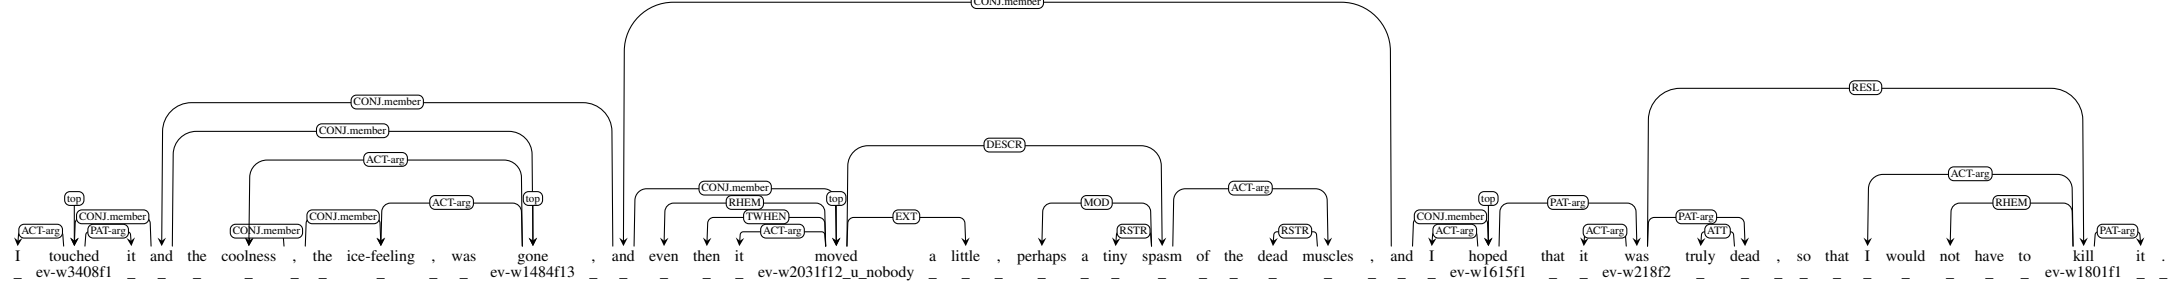 CONJ.member
RESL
CONJ.member
CONJ.member
DESCR
ACT-arg
ACT-arg
CONJ.member ACT-arg
top ACT-arg top RHEM top MOD top PAT-arg RHEM
CONJ.member CONJ.member TWHEN EXT CONJ.member PAT-arg
ACT-arg PAT-arg CONJ.member ACT-arg RSTR RSTR ACT-arg ACT-arg ATT PAT-arg
I touched it and the coolness , the ice-feeling , was gone , and even then it moved a little , perhaps a tiny spasm of the dead muscles , and I hoped that it was truly dead , so that I would not have to kill it .
_ ev-w3408f1 _ _ _ _ _ _ _ _ _ ev-w1484f13 _ _ _ _ _ ev-w2031f12_u_nobody _ _ _ _ _ _ _ _ _ _ _ _ _ _ ev-w1615f1 _ _ ev-w218f2 _ _ _ _ _ _ _ _ _ _ ev-w1801f1 _ _